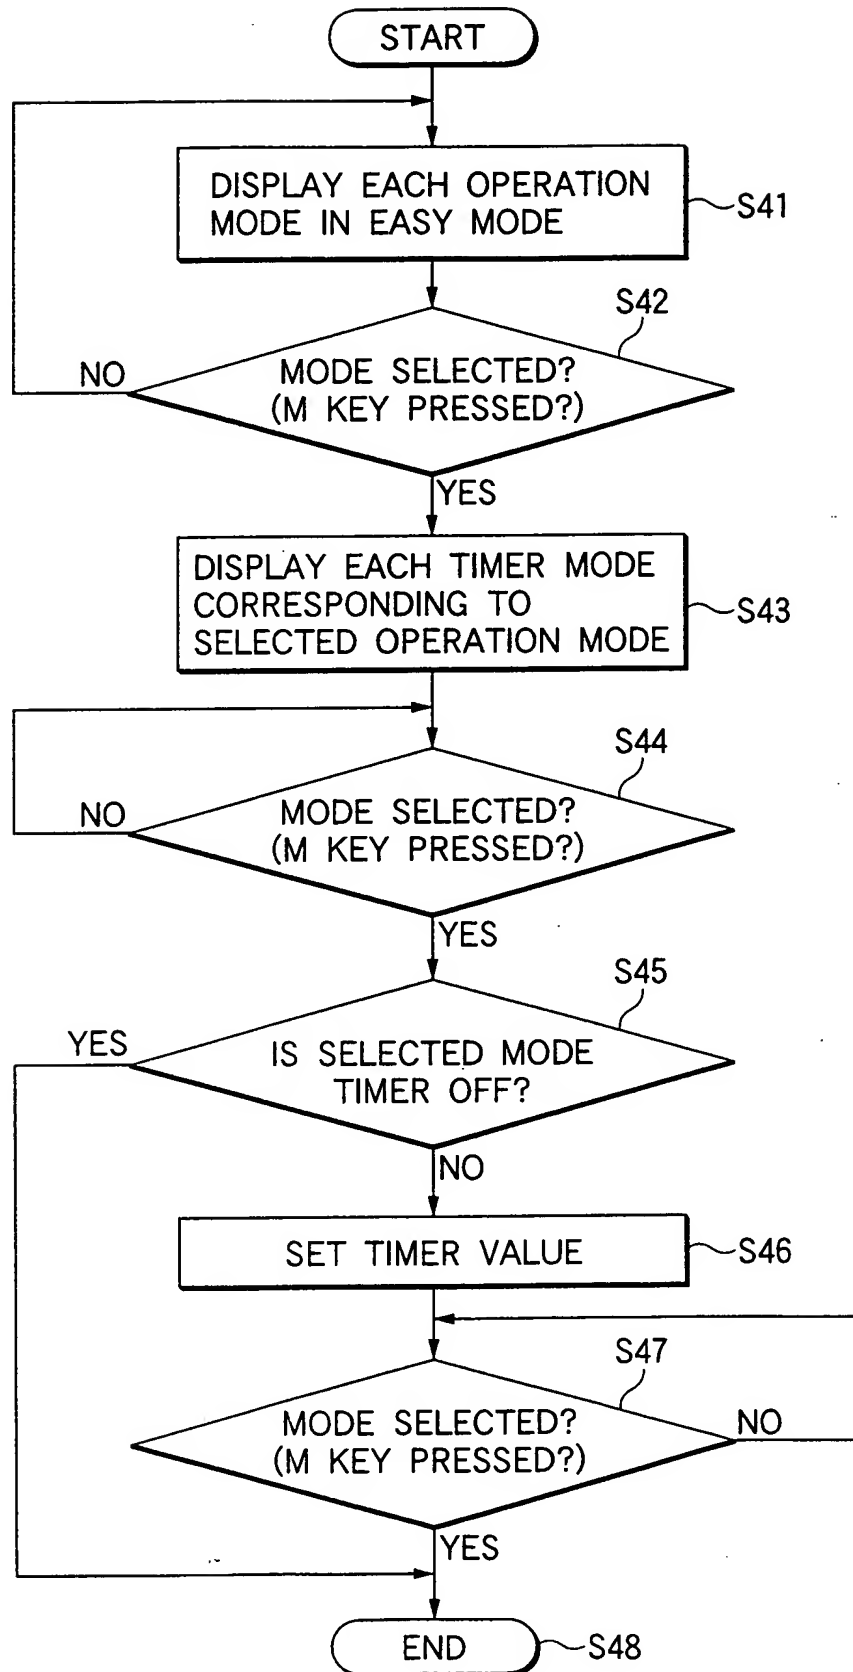 START
DISPLAY EACH OPERATION
MODE IN EASY MODE
S41
S42
MODE SELECTED?
(M KEY PRESSED?)
NO
YES
DISPLAY EACH TIMER MODE
CORRESPONDING TO
SELECTED OPERATION MODE
S43
S44
MODE SELECTED?
(M KEY PRESSED?)
NO
YES
S45
YES
IS SELECTED MODE
TIMER OFF?
NO
SET TIMER VALUE
S46
S47
MODE SELECTED?
(M KEY PRESSED?)
NO
YES
END
S48